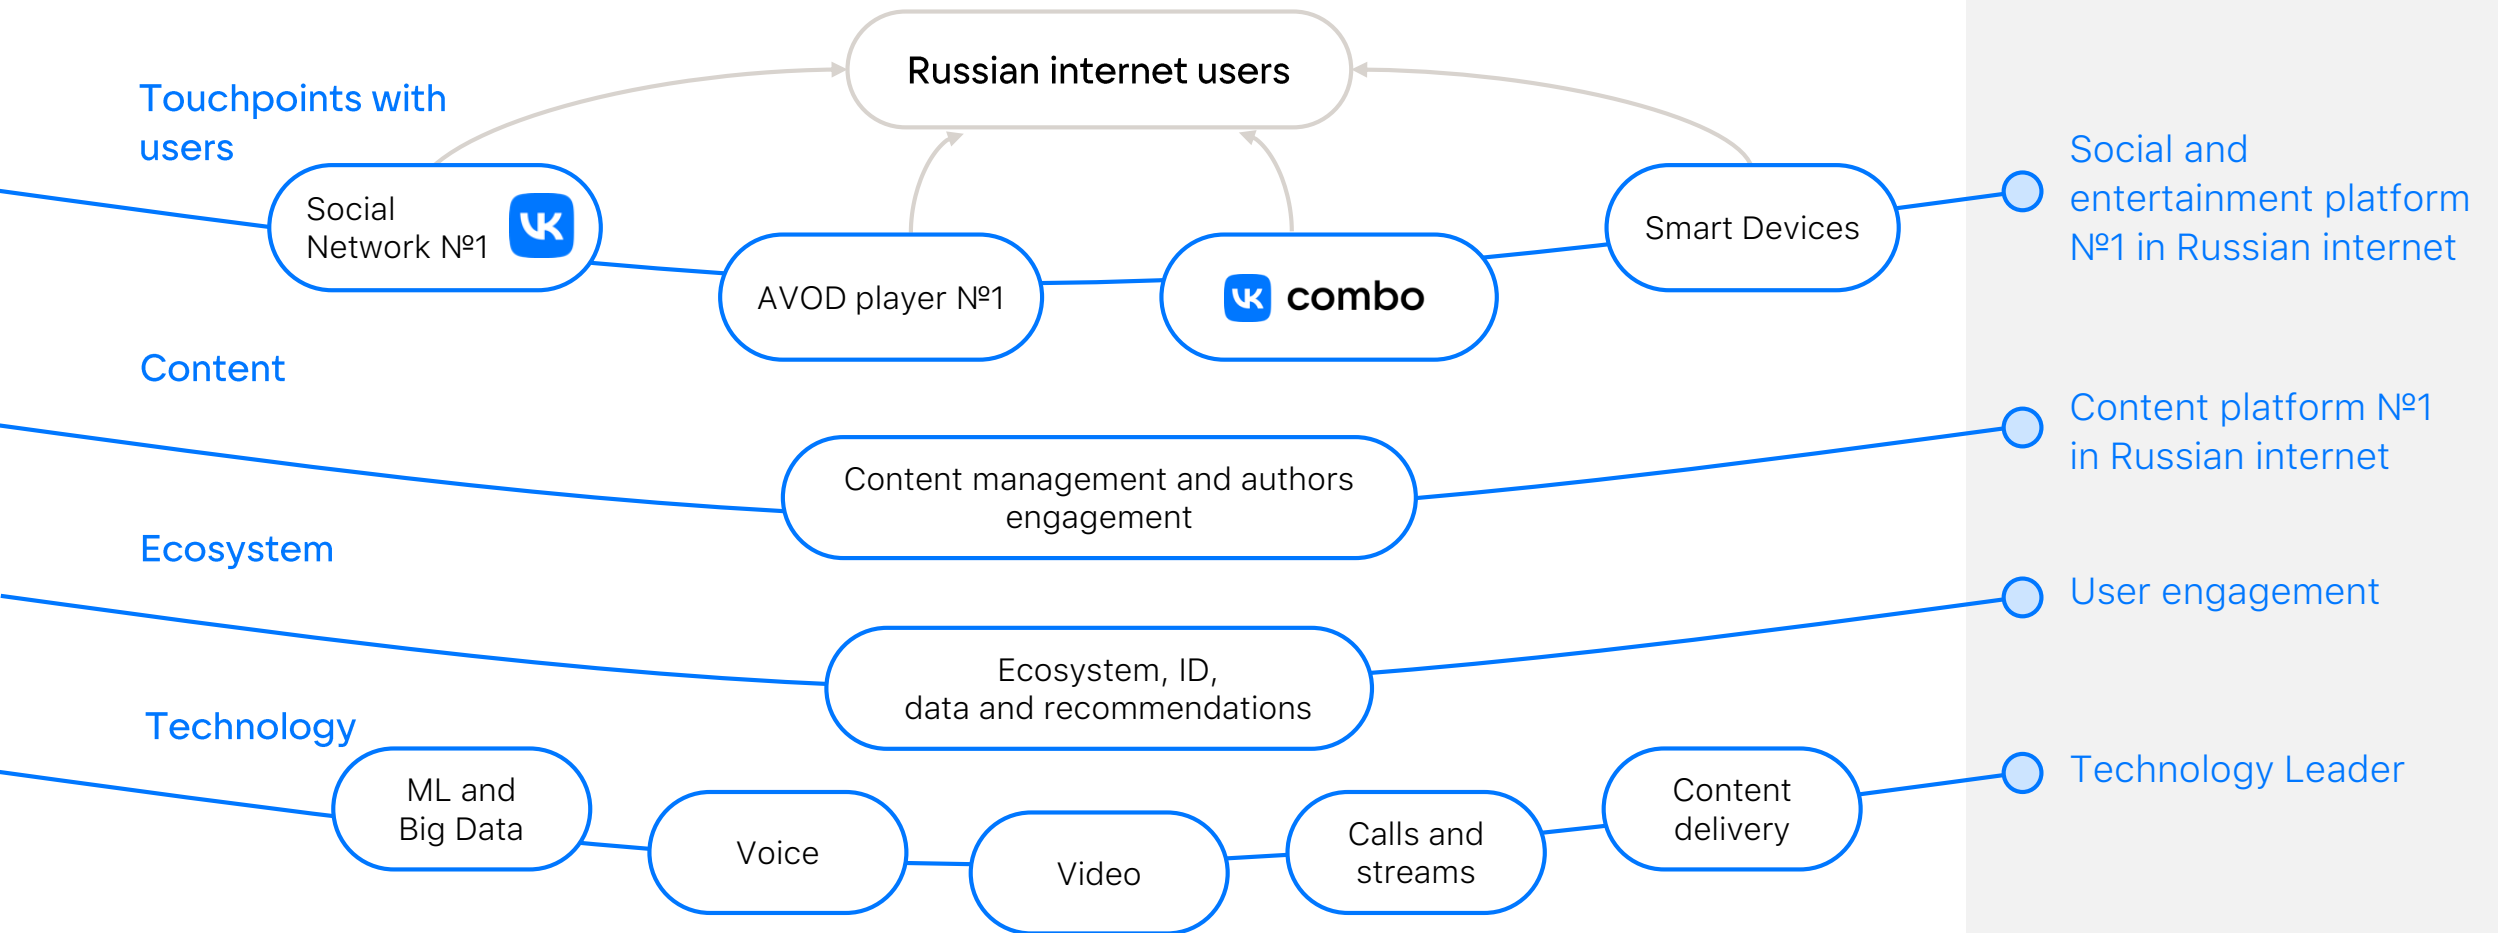 Russian internet users
Touchpoints with
users
Social
Network №1
VK
AVOD player №1
VK combo
Smart Devices
Social and
entertainment platform
№1 in Russian internet
Content
Content management and authors
engagement
Content platform №1
in Russian internet
Ecosystem
Ecosystem, ID,
data and recommendations
User engagement
Technology
ML and
Big Data
Voice
Video
Calls and
streams
Content
delivery
Technology Leader